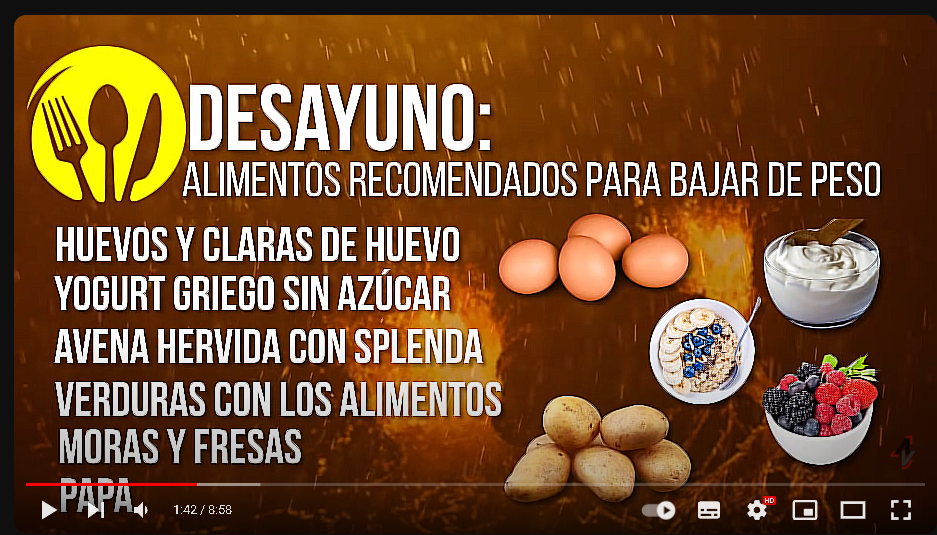 DESAYUNO:
ALIMENTOS RECOMENDADOS PARA BAJAR DE PESO
HUEVOS Y CLARAS DE HUEVO
YOGURT GRIEGO SIN AZÚCAR
AVENA HERVIDA CON SPLENDA
VERDURAS CON LOS ALIMENTOS
MORAS Y FRESAS
PAPA
1:42 / 8:58
HD